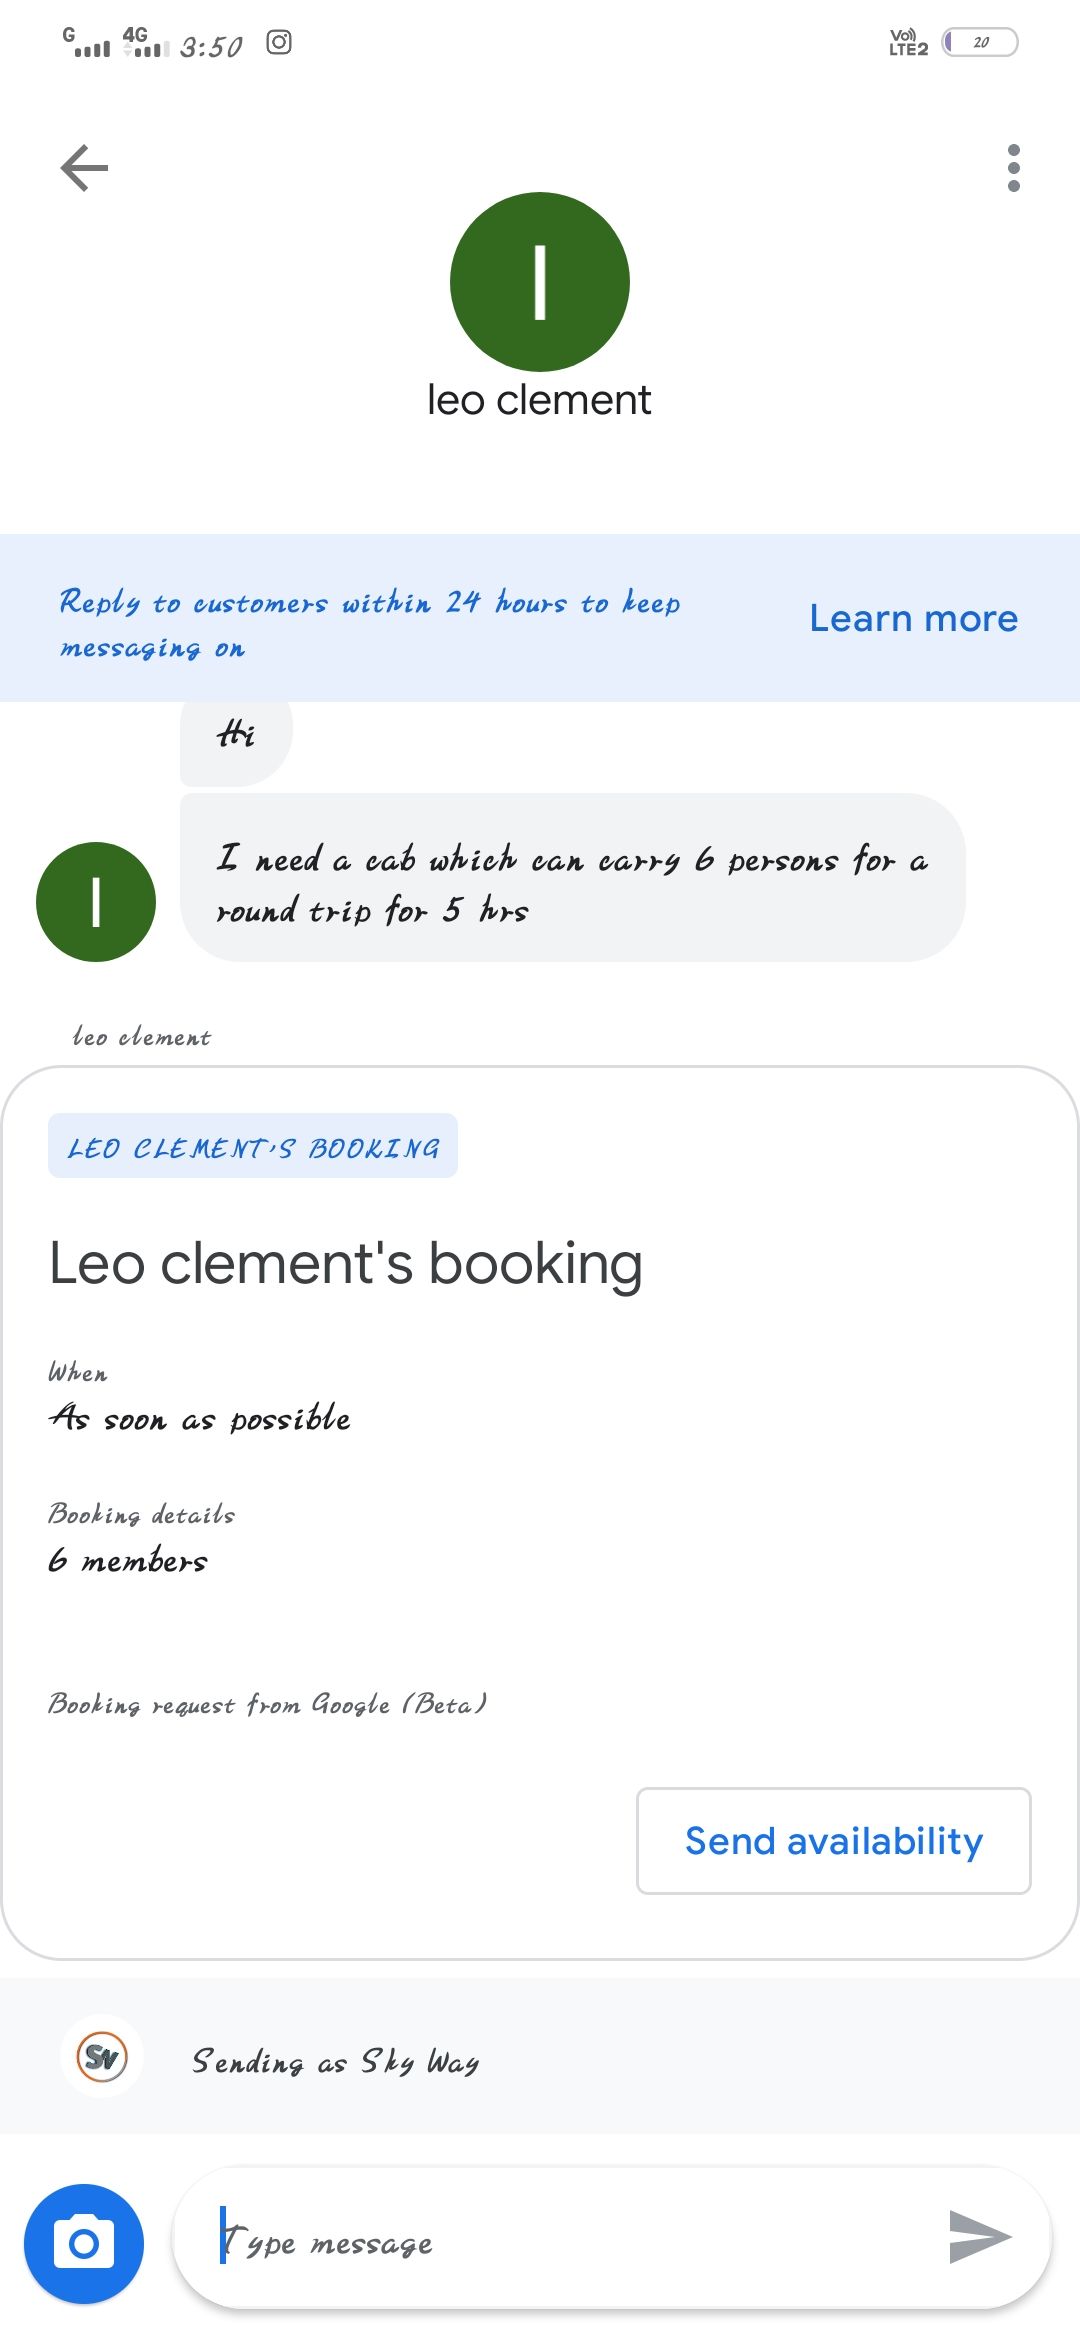 G 4G 3:50 Vo) LTE2 20
l
leo clement
Reply to customers within 24 hours to keep
messaging on
Learn more
Hi
I need a cab which can carry 6 persons for a
round trip for 5 hrs
l
leo clement
LEO CLEMENT'S BOOKING
Leo clement's booking
When
As soon as possible
Booking details
6 members
Booking request from Google (Beta)
Send availability
SW
Sending as Sky Way
Type message